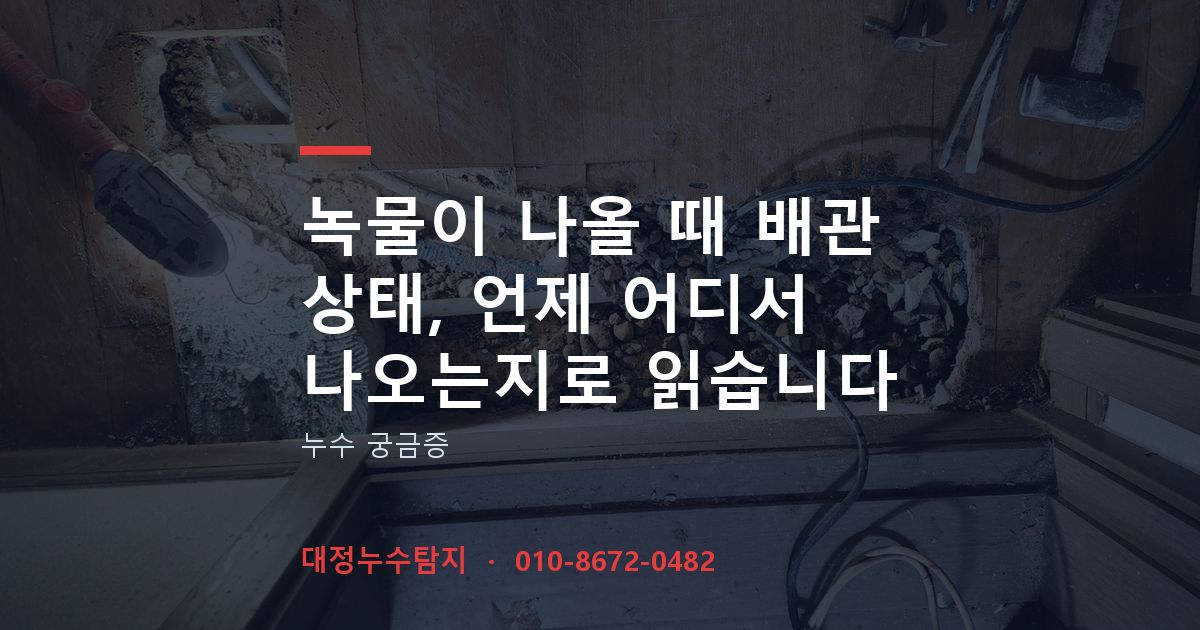 녹물이 나올 때 배관
상태, 언제 어디서
나오는지로 읽습니다
누수 궁금증
대정누수탐지 · 010-8672-0482